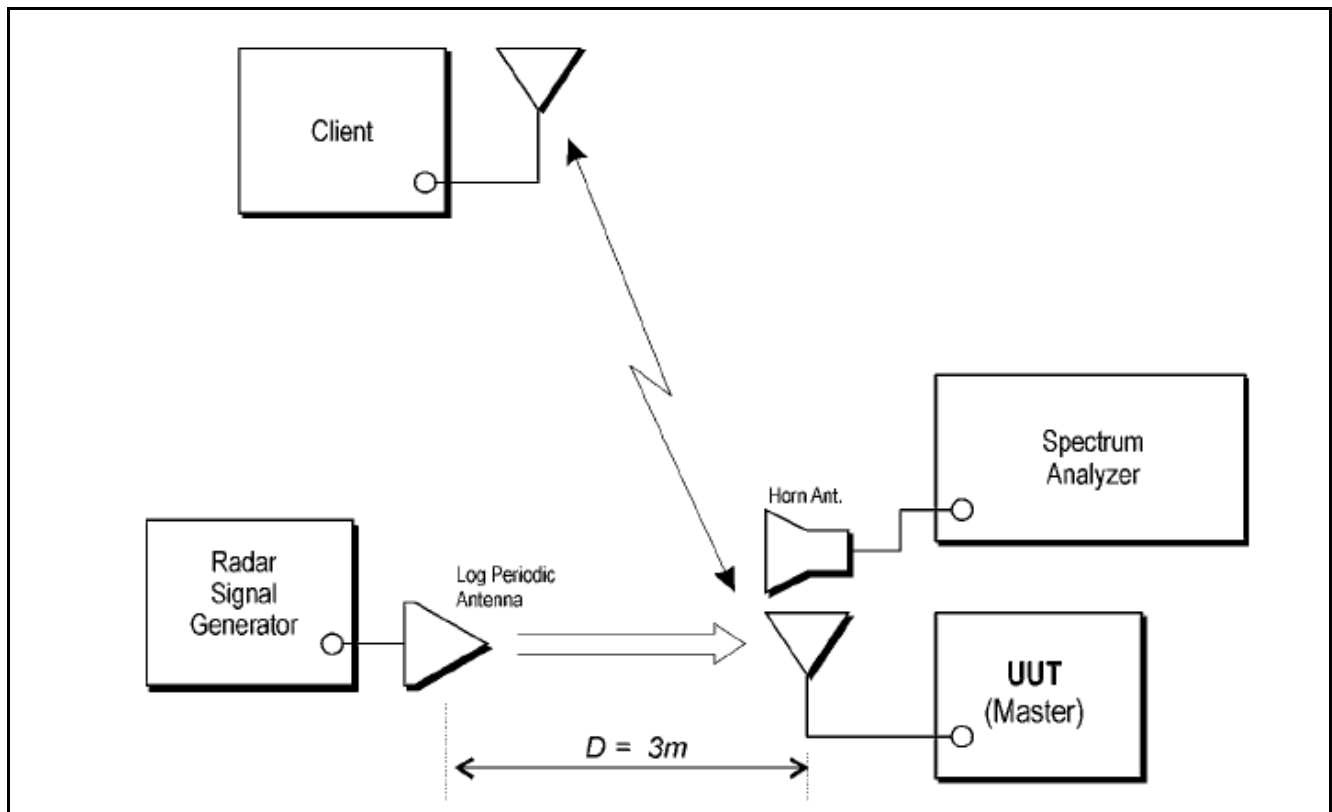 Client
Spectrum
Analyzer
Horn Ant.
Radar
Signal
Generator
Log Periodic
Antenna
UUT
(Master)
D = 3m